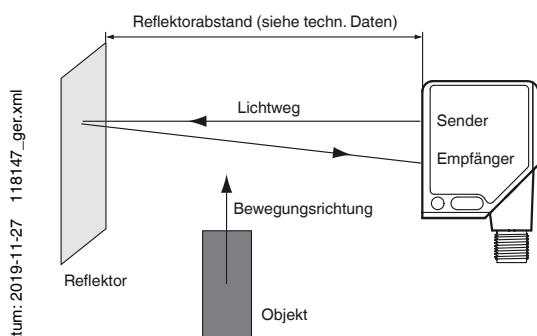 Reflektorabstand (siehe techn. Daten)
Lichtweg
Sender
Empfänger
Bewegungsrichtung
Reflektor
Objekt
tum: 2019-11-27 118147_ger.xml